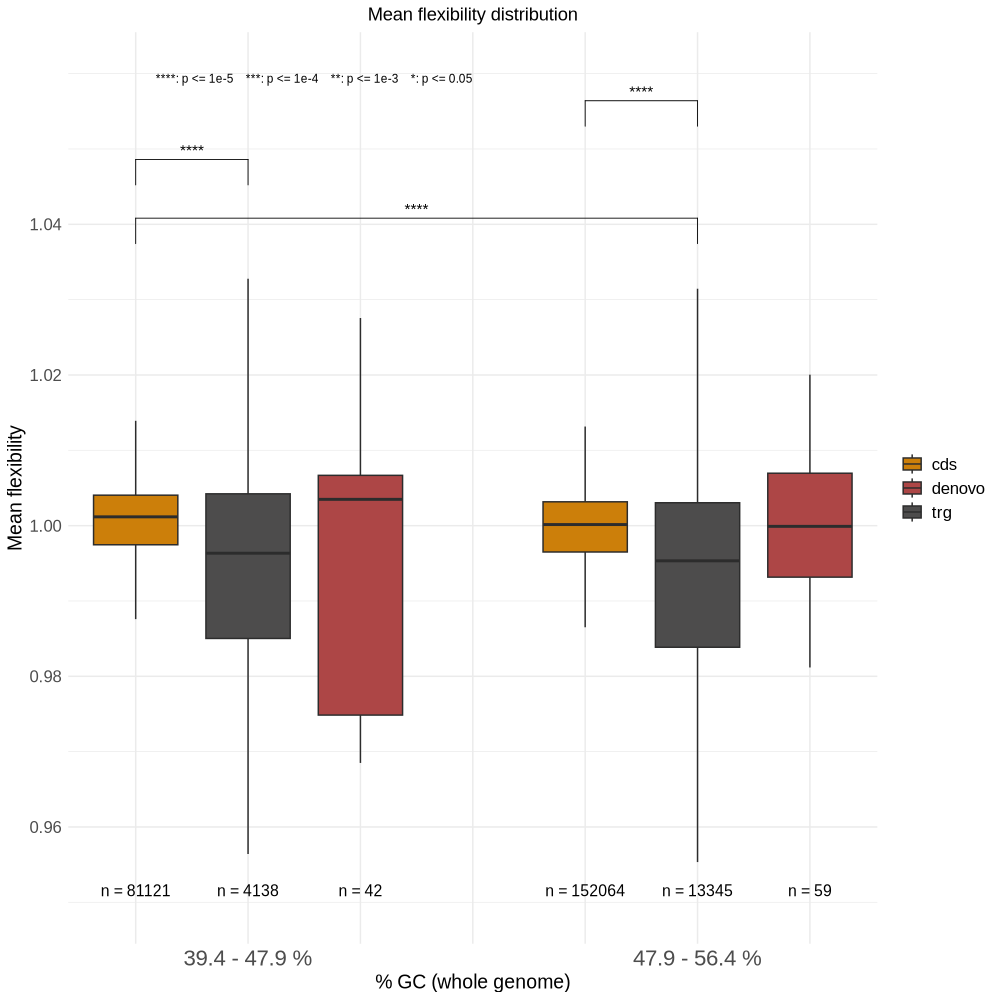 Mean flexibility distribution
****: p <= 1e-5 ***: p <= 1e-4 **: p <= 1e-3 *: p <= 0.05
****
****
****
1.04
1.02
1.00
0.98
0.96
Mean flexibility
cds
denovo
trg
n = 81121 n = 4138 n = 42 n = 152064 n = 13345 n = 59
39.4 - 47.9 % 47.9 - 56.4 %
% GC (whole genome)